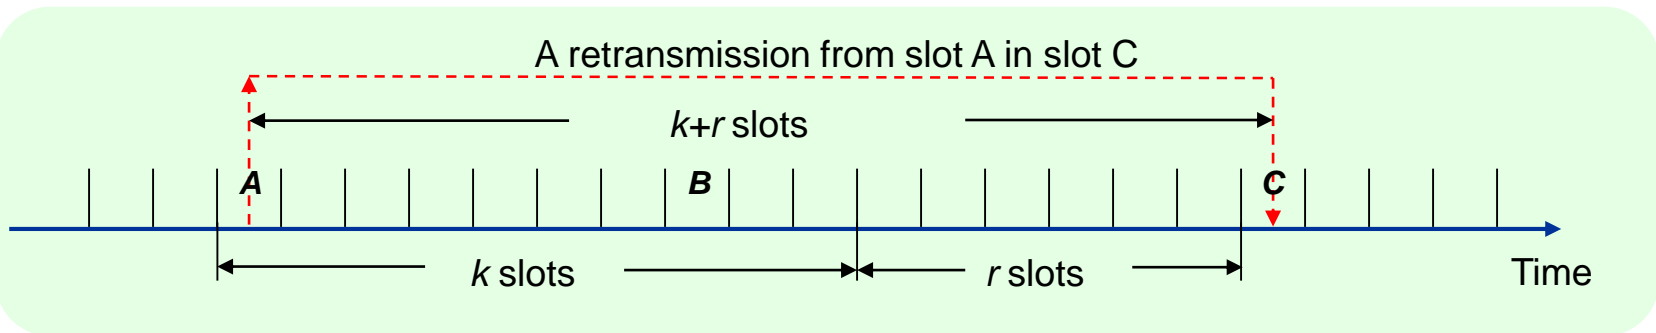 A retransmission from slot A in slot C
k+r slots
A
B
C
k slots
r slots
Time